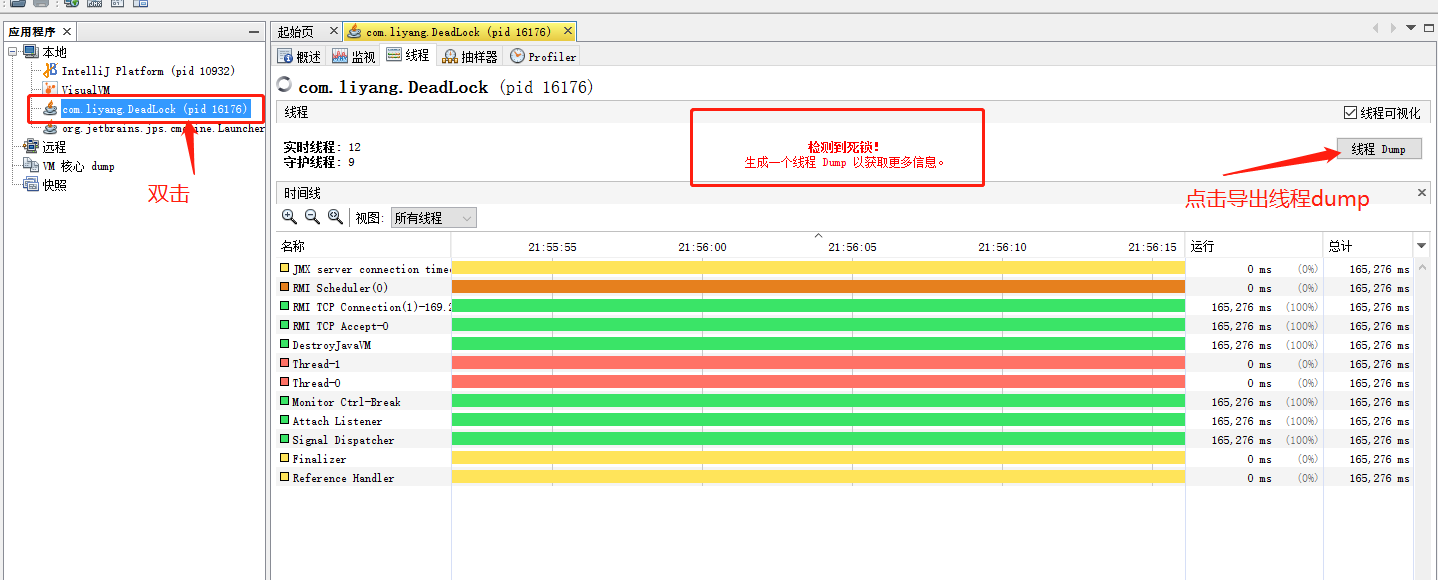 应用程序
本地
IntelliJ Platform (pid 10932)
VisualVM
com.liyang.DeadLock (pid 16176)
org.jetbrains.jps.cmdline.Launcher
远程
VM 核心 dump
快照
双击
起始页
com.liyang.DeadLock (pid 16176)
概述 监视 线程 抽样器 Profiler
com.liyang.DeadLock (pid 16176)
线程
线程可视化
实时线程: 12
守护线程: 9
检测到死锁!
生成一个线程 Dump 以获取更多信息。
线程 Dump
点击导出线程dump
时间线
视图: 所有线程
名称 21:55:55 21:56:00 21:56:05 21:56:10 21:56:15 运行 总计
JMX server connection 0 ms (0%) 165,276 ms
RMI Scheduler(0) 0 ms (0%) 165,276 ms
RMI TCP Connection(1)-169. 165,276 ms (100%) 165,276 ms
RMI TCP Accept-0 165,276 ms (100%) 165,276 ms
DestroyJavaVM 165,276 ms (100%) 165,276 ms
Thread-1 0 ms (0%) 165,276 ms
Thread-0 0 ms (0%) 165,276 ms
Monitor Ctrl-Break 165,276 ms (100%) 165,276 ms
Attach Listener 165,276 ms (100%) 165,276 ms
Signal Dispatcher 165,276 ms (100%) 165,276 ms
Finalizer 0 ms (0%) 165,276 ms
Reference Handler 0 ms (0%) 165,276 ms